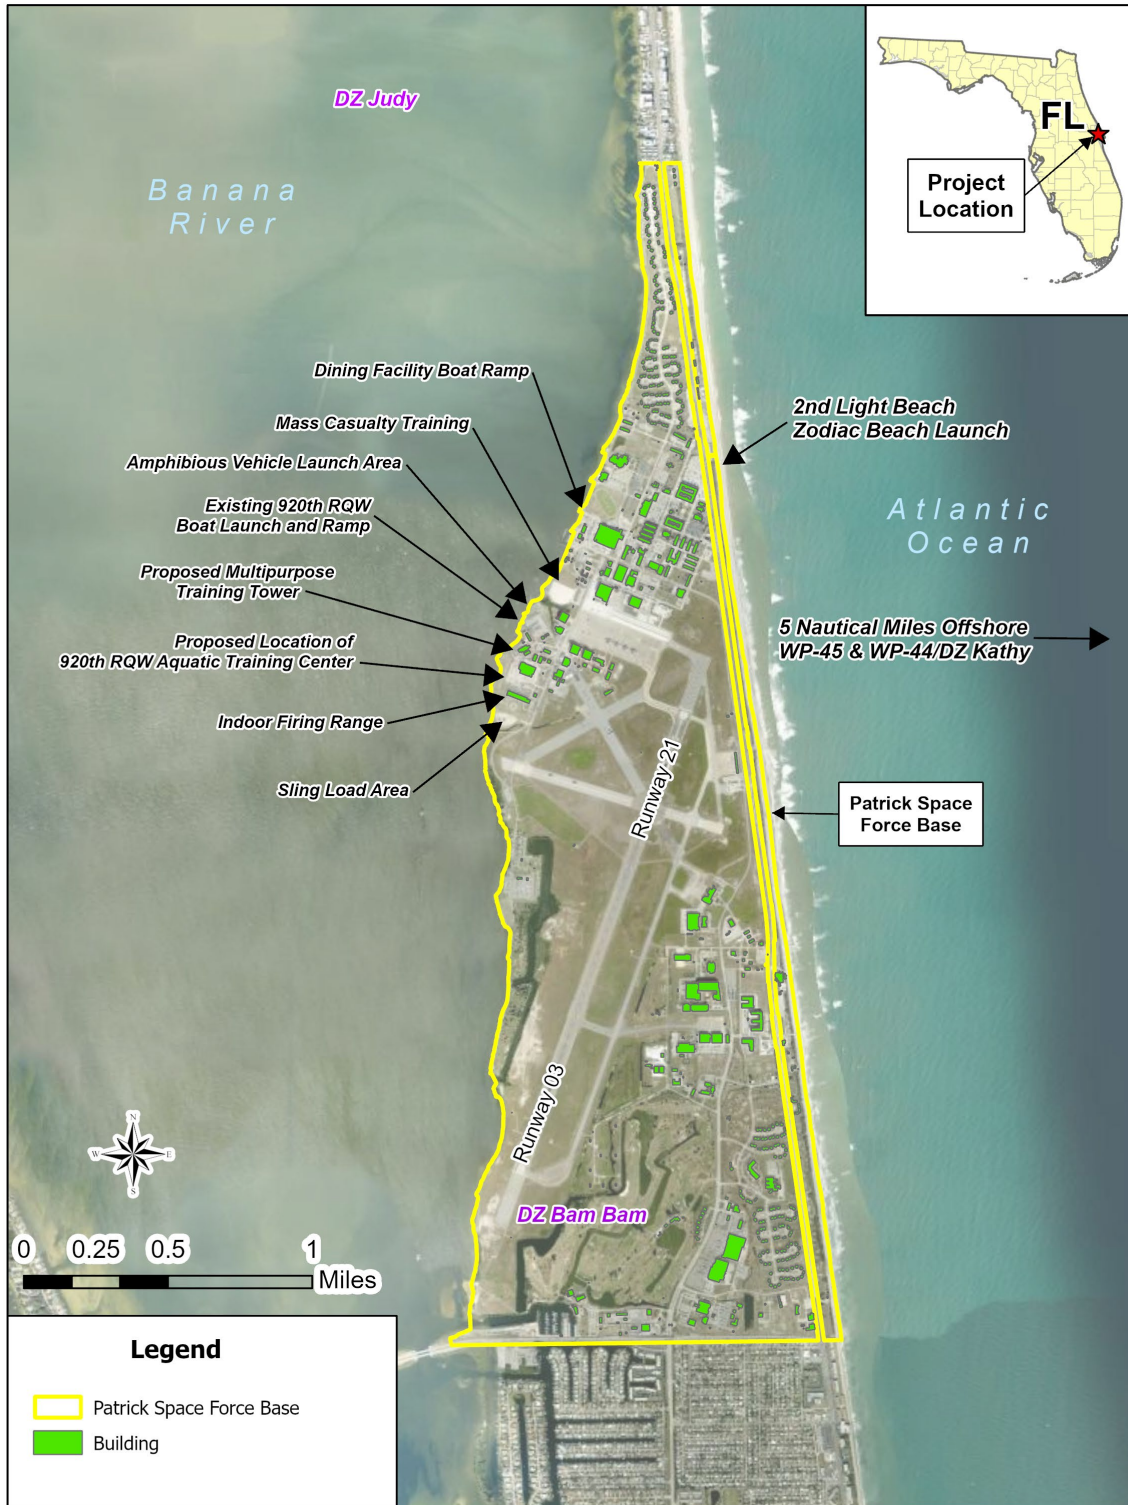 DZ Judy
Banana
River
FL
Project
Location
Dining Facility Boat Ramp
Mass Casualty Training
Amphibious Vehicle Launch Area
Existing 920th RQW
Boat Launch and Ramp
Proposed Multipurpose
Training Tower
Proposed Location of
920th RQW Aquatic Training Center
Indoor Firing Range
Sling Load Area
2nd Light Beach
Zodiac Beach Launch
Atlantic
Ocean
5 Nautical Miles Offshore
WP-45 & WP-44/DZ Kathy
Runway 21
Patrick Space
Force Base
Runway 03
DZ Bam Bam
N
W E
S
0 0.25 0.5 1
Miles
Legend
Patrick Space Force Base
Building